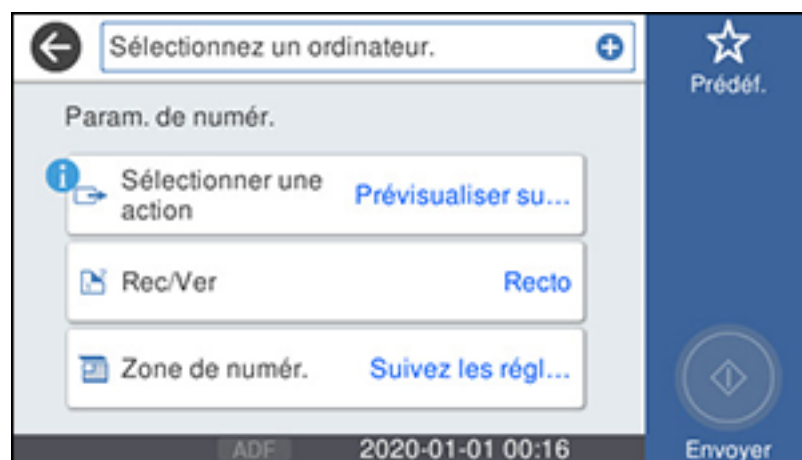 Sélectionnez un ordinateur.
Prédéf.
Param. de numér.
Sélectionner une action
Prévisualiser su...
Rec/Ver
Recto
Zone de numér.
Suivez les régl...
ADF
2020-01-01 00:16
Envoyer